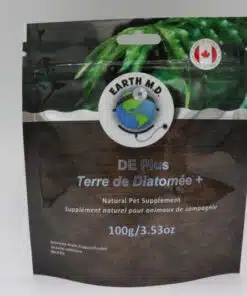 EARTH M.D.
DE Plus
Terre de Diatomée +
Natural Pet Supplement
Supplément naturel pour animaux de compagnie
100g/3.53oz